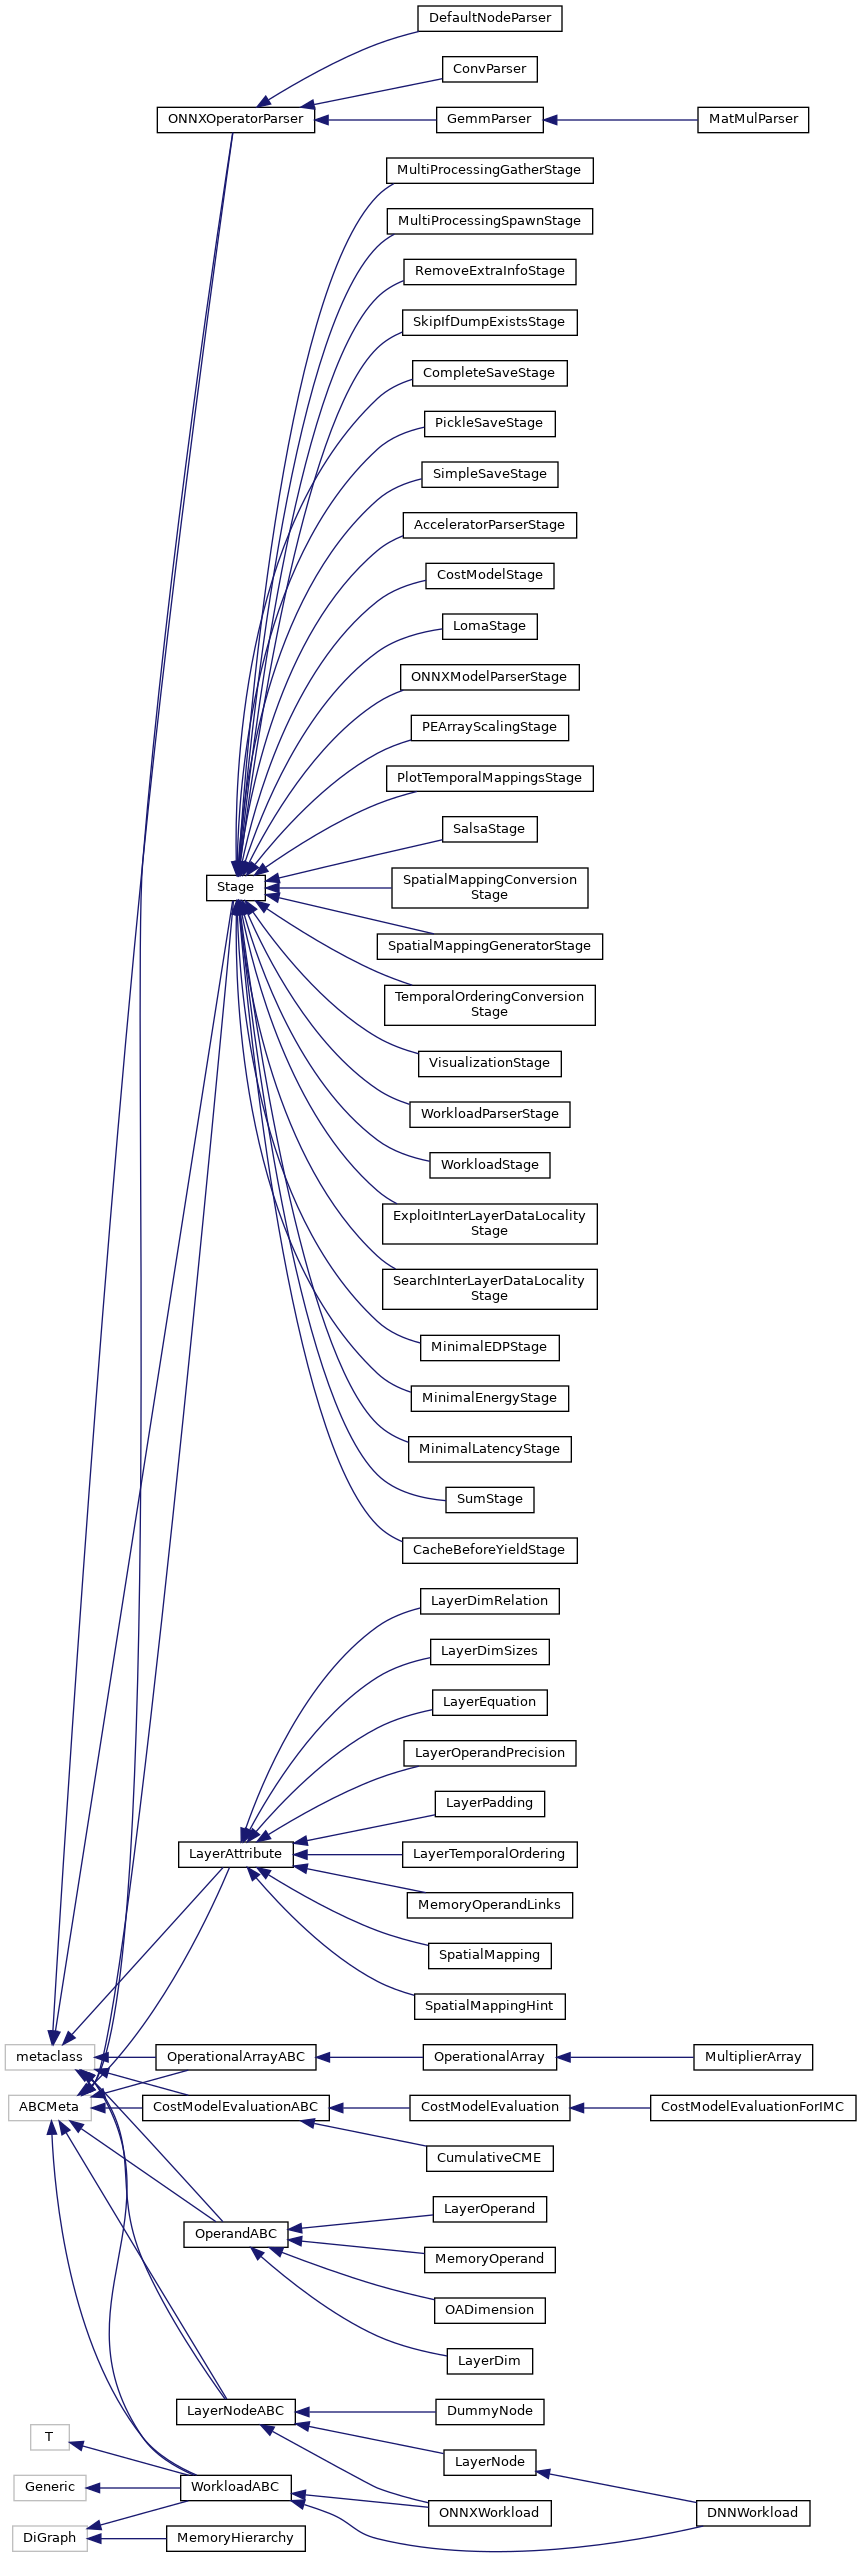 DefaultNodeParser
ConvParser
ONNXOperatorParser
GemmParser
MatMulParser
MultiProcessingGatherStage
MultiProcessingSpawnStage
RemoveExtraInfoStage
SkipIfDumpExistsStage
CompleteSaveStage
PickleSaveStage
SimpleSaveStage
AcceleratorParserStage
CostModelStage
LomaStage
ONNXModelParserStage
PEArrayScalingStage
PlotTemporalMappingsStage
SalsaStage
Stage
SpatialMappingConversion
Stage
SpatialMappingGeneratorStage
TemporalOrderingConversion
Stage
VisualizationStage
WorkloadParserStage
WorkloadStage
ExploitInterLayerDataLocality
Stage
SearchInterLayerDataLocality
Stage
MinimalEDPStage
MinimalEnergyStage
MinimalLatencyStage
SumStage
CacheBeforeYieldStage
LayerDimRelation
LayerDimSizes
LayerEquation
LayerOperandPrecision
LayerPadding
LayerAttribute
LayerTemporalOrdering
MemoryOperandLinks
SpatialMapping
SpatialMappingHint
metaclass
OperationalArrayABC
OperationalArray
MultiplierArray
ABCMeta
CostModelEvaluationABC
CostModelEvaluation
CostModelEvaluationForIMC
CumulativeCME
LayerOperand
OperandABC
MemoryOperand
OADimension
LayerDim
LayerNodeABC
DummyNode
T
LayerNode
Generic
WorkloadABC
ONNXWorkload
DNNWorkload
DiGraph
MemoryHierarchy